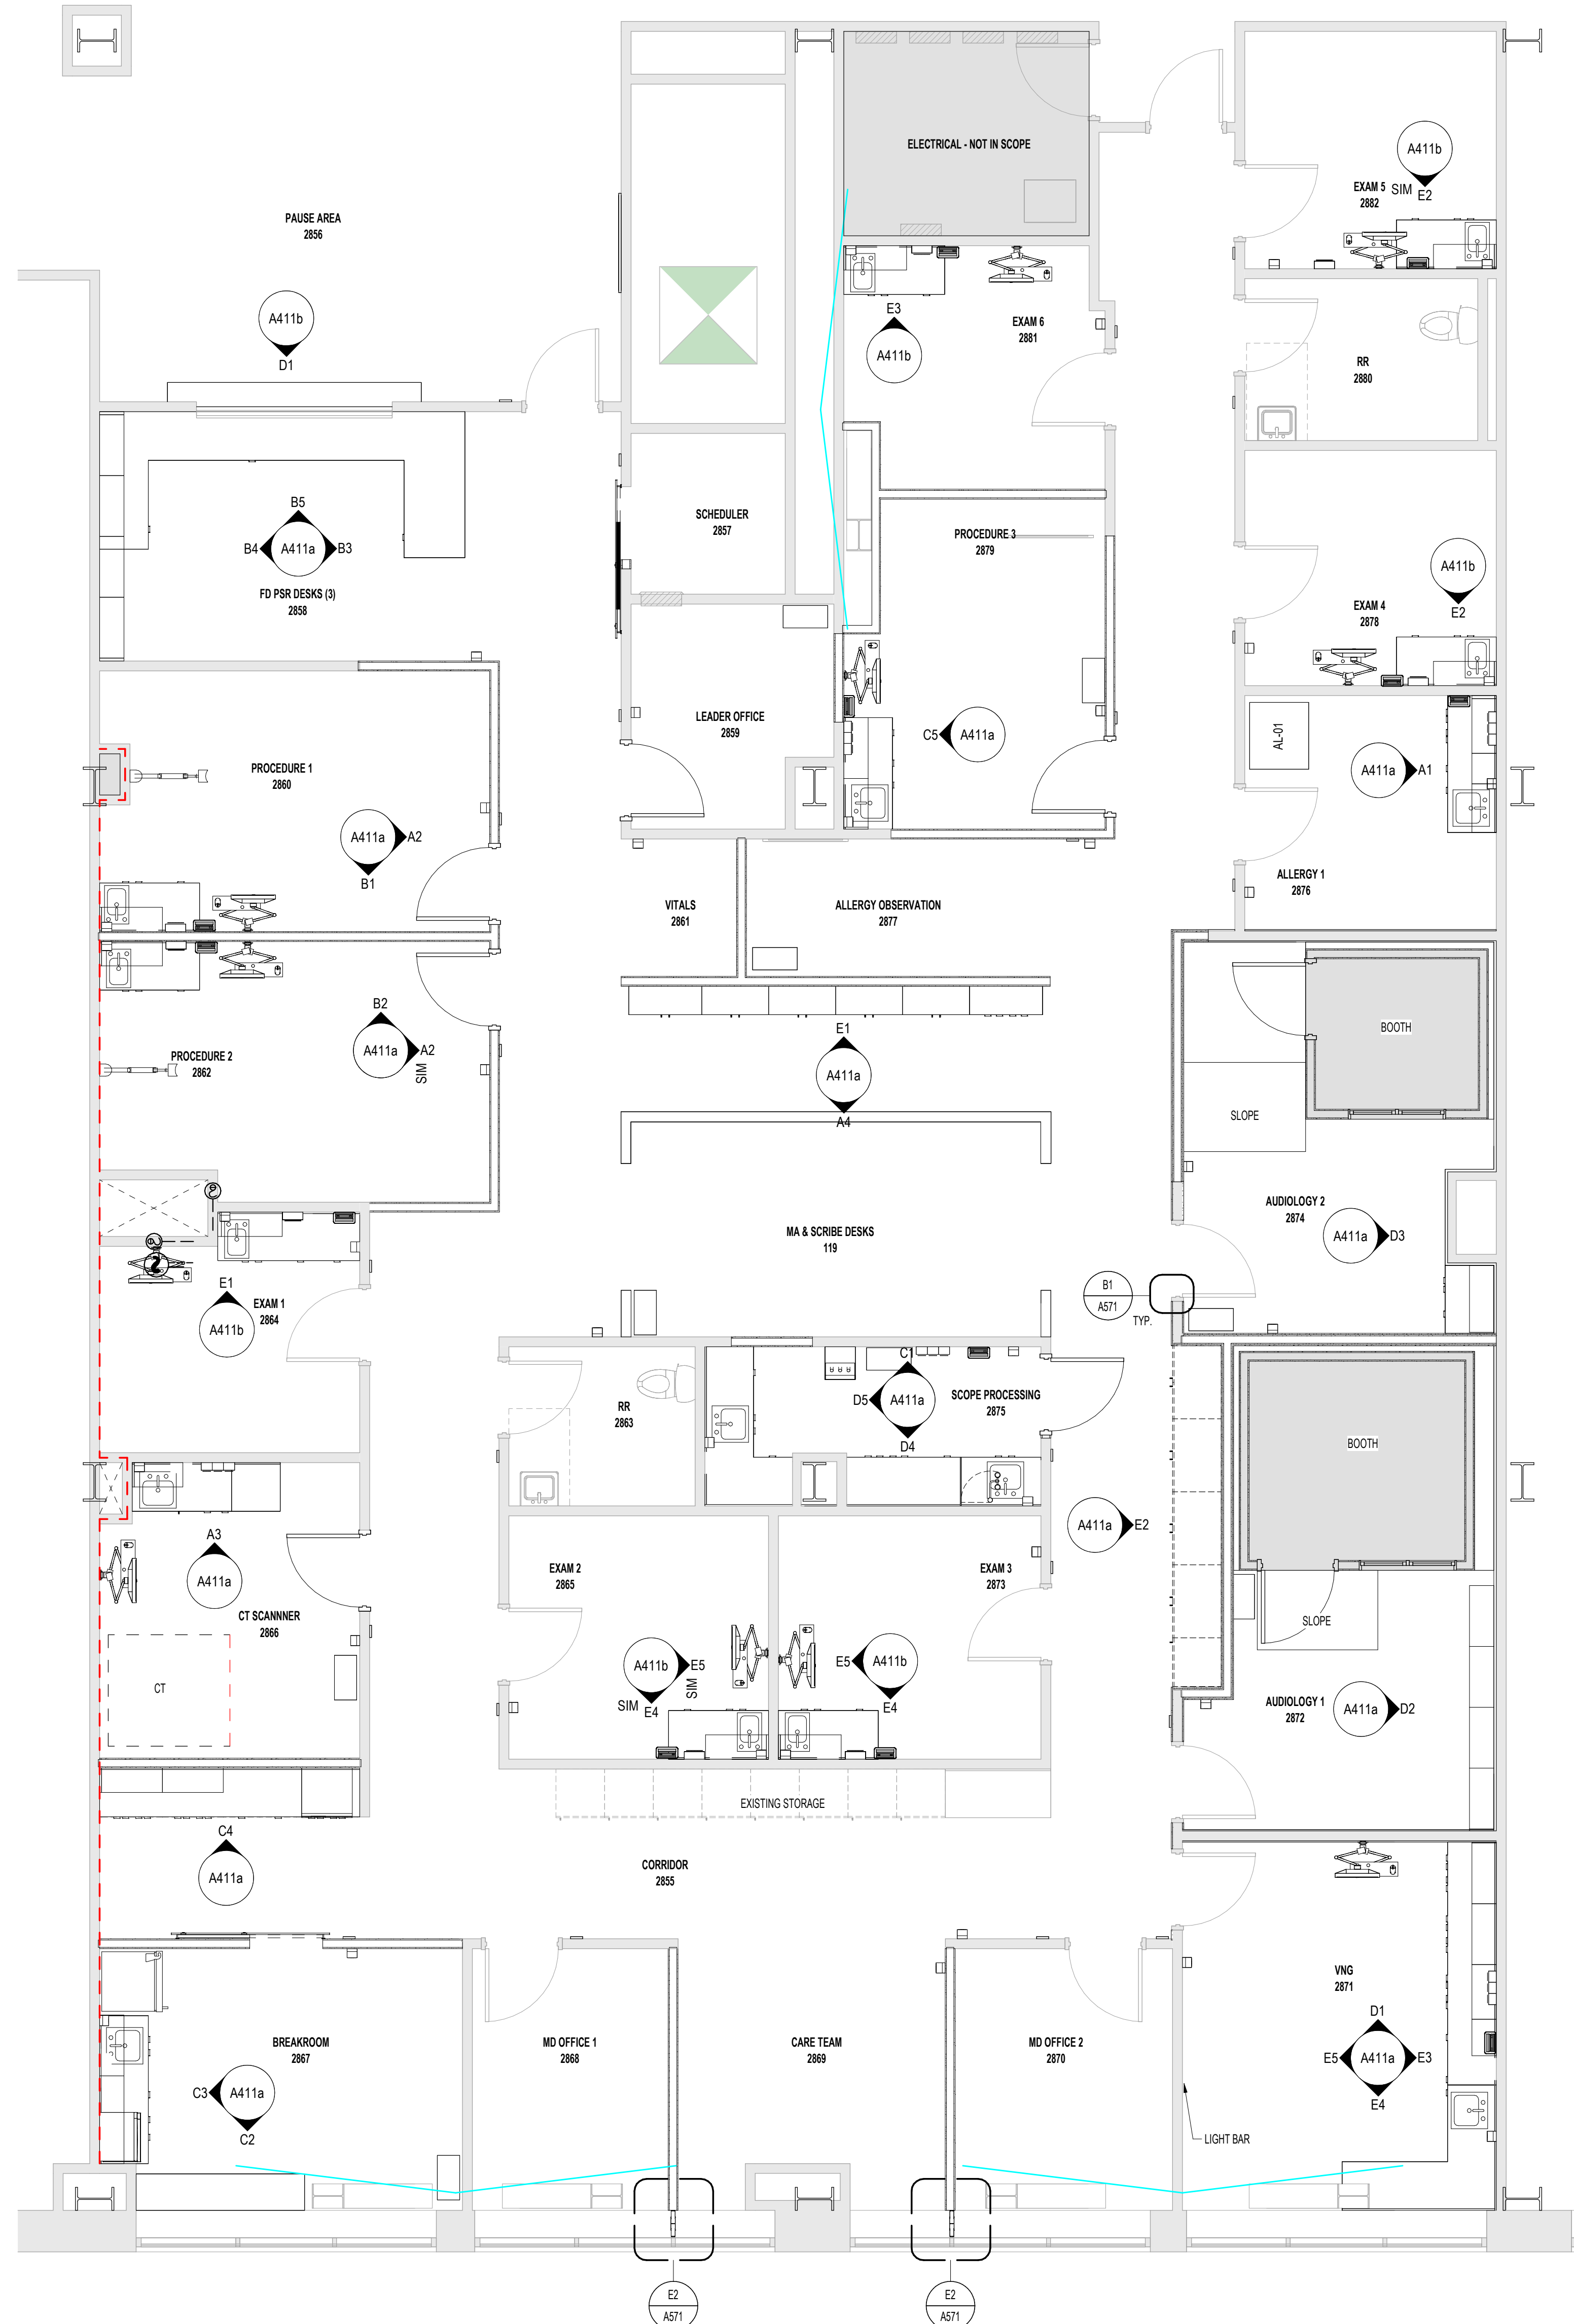 ELECTRICAL - NOT IN SCOPE
A411b
EXAM 5
2882
SIM
E2
PAUSE AREA
2856
A411b
D1
E3
A411b
EXAM 6
2881
RR
2880
B5
B4
A411a
B3
FD PSR DESKS (3)
2858
SCHEDULER
2857
PROCEDURE 3
2879
A411b
E2
EXAM 4
2878
LEADER OFFICE
2859
C5
A411a
AL-01
A411a
A1
PROCEDURE 1
2860
A411a
A2
B1
ALLERGY 1
2876
VITALS
2861
ALLERGY OBSERVATION
2877
B2
A411a
A2
SIM
PROCEDURE 2
2862
E1
A411a
A4
BOOTH
SLOPE
AUDIOLOGY 2
2874
A411a
D3
MA & SCRIBE DESKS
119
E1
A411b
EXAM 1
2864
B1
A571
TYP.
RR
2863
C1
D5
A411a
D4
SCOPE PROCESSING
2875
BOOTH
A3
A411a
CT SCANNNER
2866
CT
EXAM 2
2865
EXAM 3
2873
A411a
E2
A411b
E5
SIM
SIM
E4
E5
A411b
E4
SLOPE
AUDIOLOGY 1
2872
A411a
D2
EXISTING STORAGE
C4
A411a
CORRIDOR
2855
VNG
2871
D1
E5
A411a
E3
E4
BREAKROOM
2867
C3
A411a
C2
MD OFFICE 1
2868
CARE TEAM
2869
MD OFFICE 2
2870
LIGHT BAR
E2
A571
E2
A571